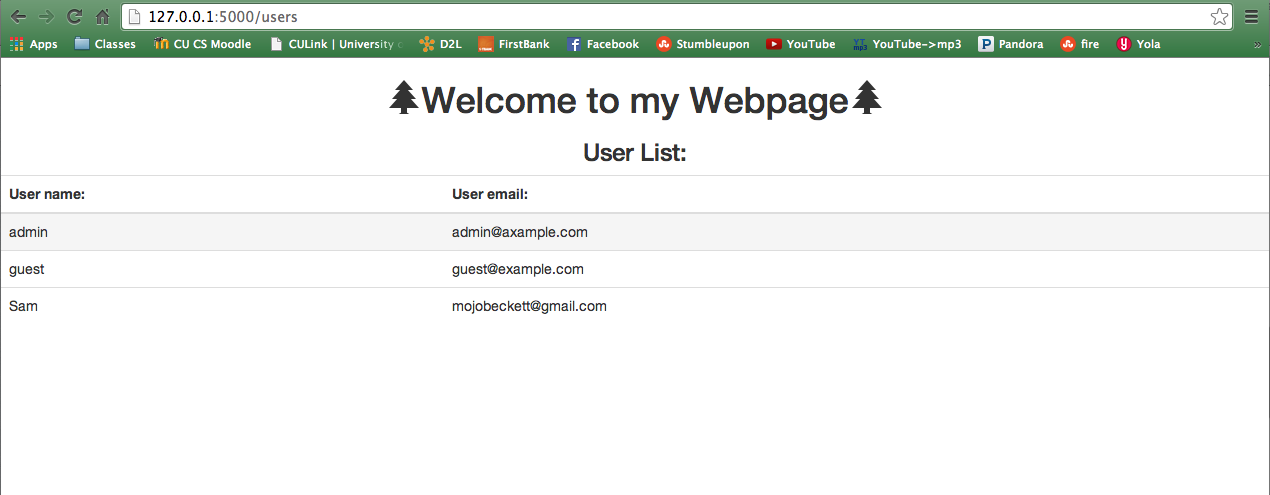 127.0.0.1:5000/users
Apps Classes CU CS Moodle CULink | University D2L FirstBank Facebook Stumbleupon YouTube YouTube->mp3 Pandora fire Yola »
Welcome to my Webpage
User List:
User name: User email:
admin admin@axample.com
guest guest@example.com
Sam mojobeckett@gmail.com